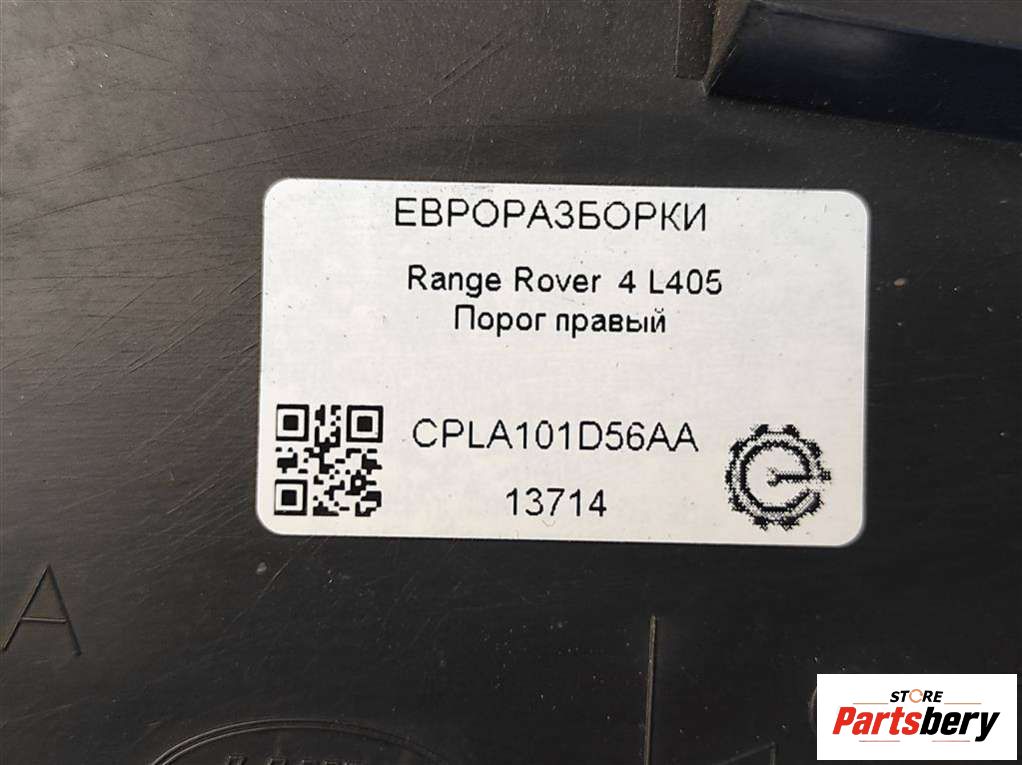 ЕВРОРАЗБОРКИ
Range Rover 4 L405
Порог правый
CPLA101D56AA
13714
A
STORE
Partsbery